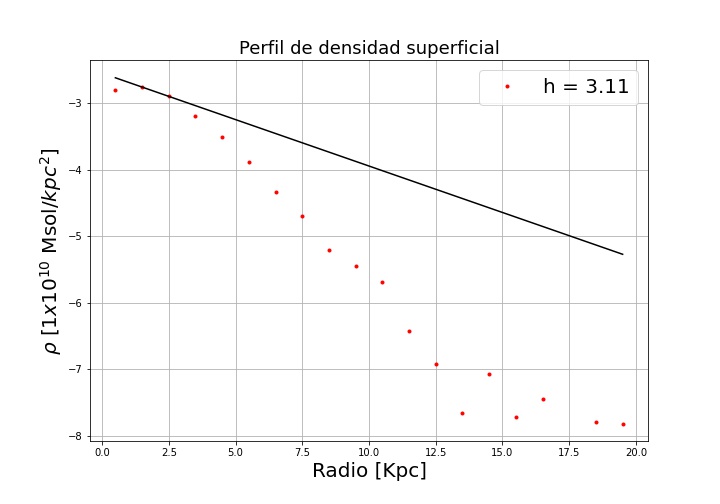 Perfil de densidad superficial
h = 3.11
ρ [1x10^10 Msol/kpc^2]
−3
−4
−5
−6
−7
−8
0.0 2.5 5.0 7.5 10.0 12.5 15.0 17.5 20.0
Radio [Kpc]